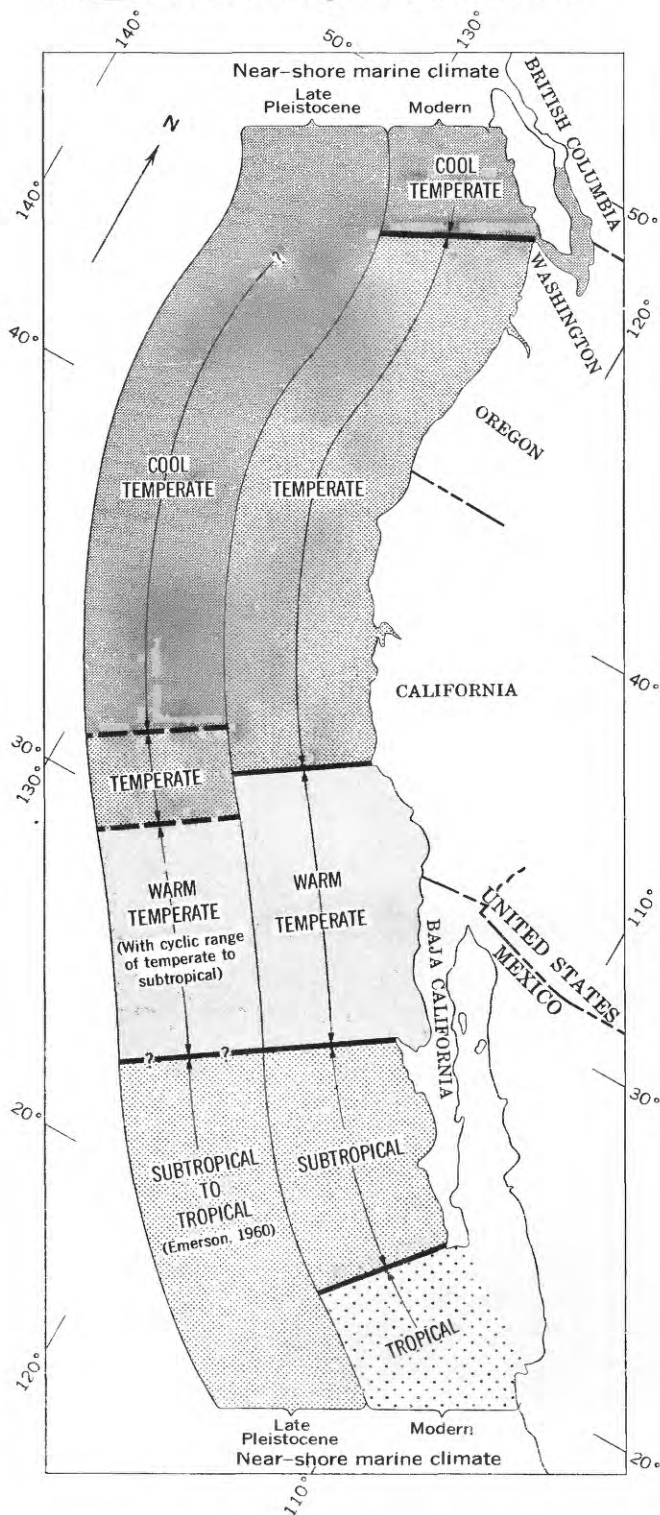 140°
50°
130°
Near-shore marine climate
Late
Pleistocene
Modern
N
BRITISH COLUMBIA
COOL
TEMPERATE
140°
50°
?
WASHINGTON
120°
40°
OREGON
COOL
TEMPERATE
TEMPERATE
CALIFORNIA
40°
30°
130°
TEMPERATE
WARM
TEMPERATE
(With cyclic range
of temperate to
subtropical)
WARM
TEMPERATE
UNITED STATES
MEXICO
110°
BAJA CALIFORNIA
? ?
30°
20°
SUBTROPICAL
TO
TROPICAL
(Emerson, 1960)
SUBTROPICAL
TROPICAL
120°
Late
Pleistocene
Modern
Near-shore marine climate
20°
110°